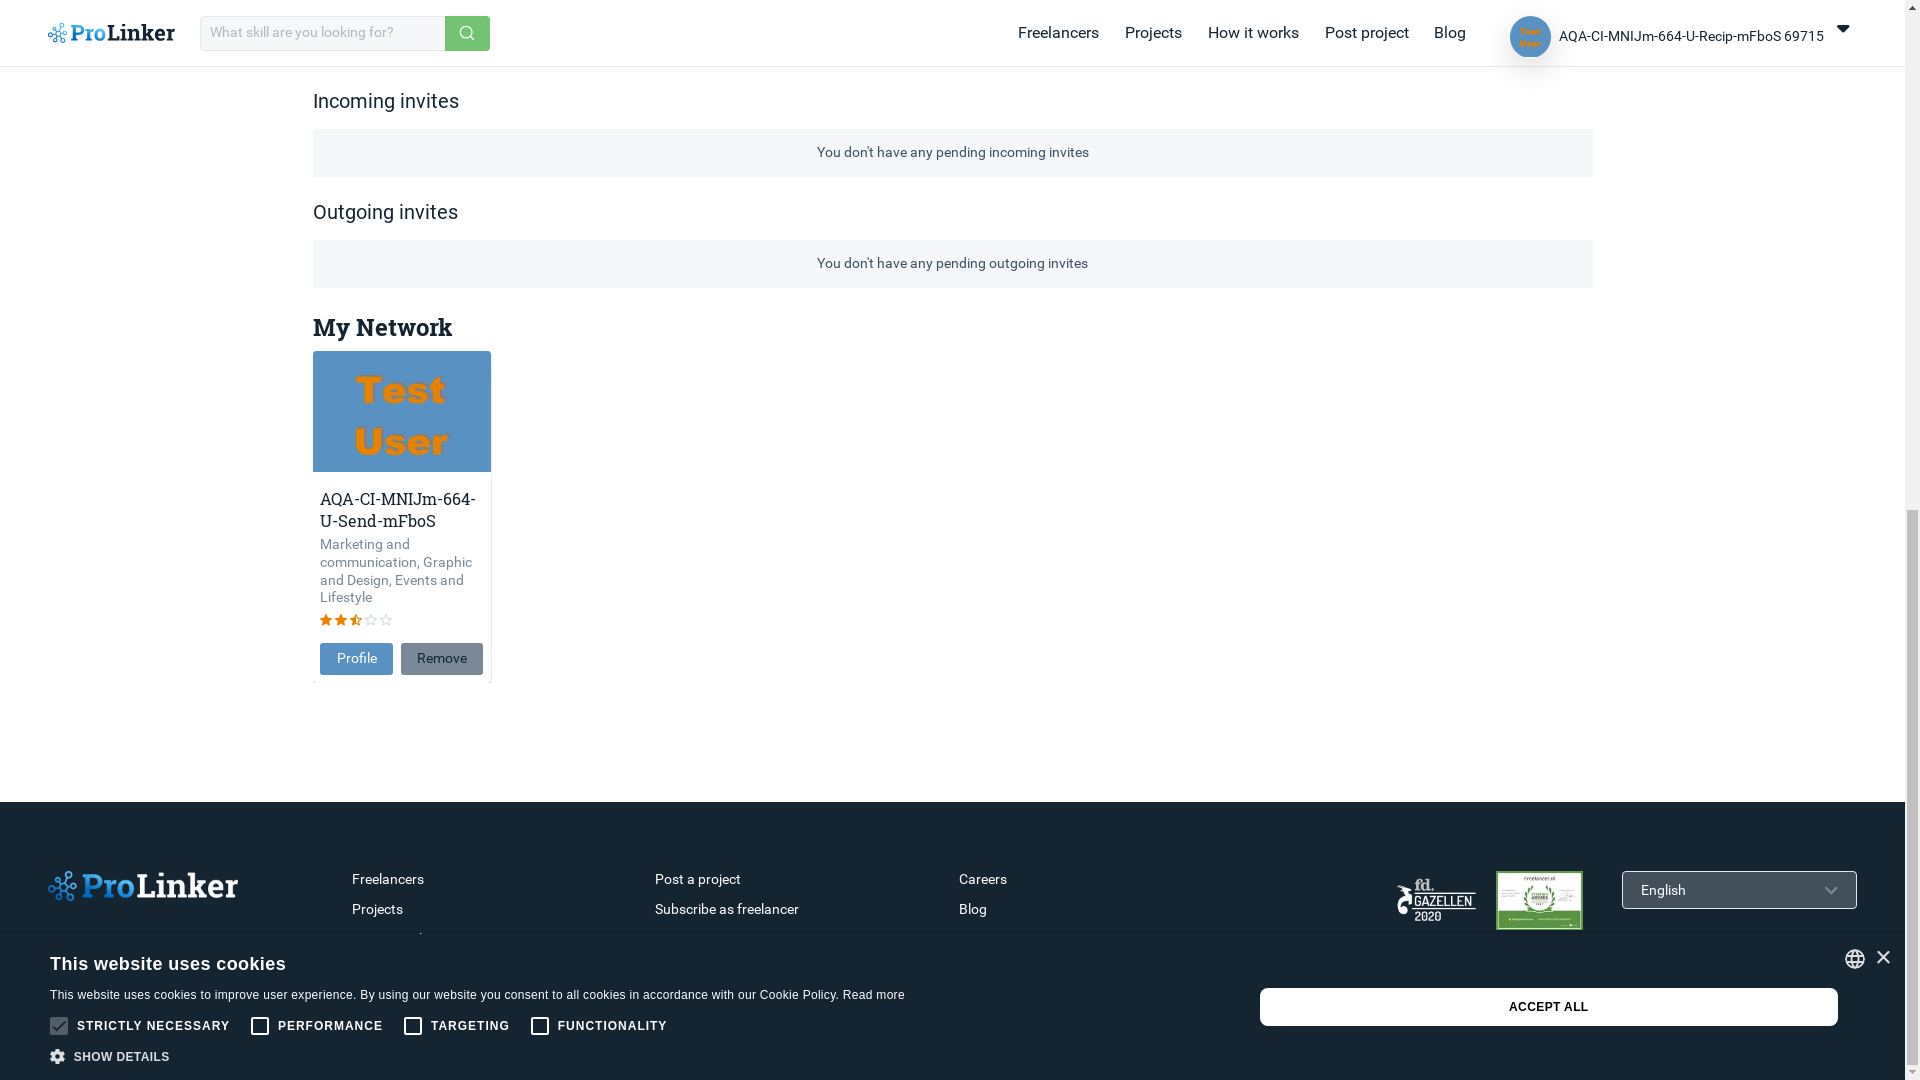 ProLinker
What skill are you looking for?
Freelancers
Projects
How it works
Post project
Blog
Test
User
AQA-CI-MNIJm-664-U-Recip-mFboS 69715
Incoming invites
You don't have any pending incoming invites
Outgoing invites
You don't have any pending outgoing invites
My Network
Test
User
AQA-CI-MNIJm-664-
U-Send-mFboS
Marketing and
communication, Graphic
and Design, Events and
Lifestyle
Profile
Remove
ProLinker
Freelancers
Projects
Post a project
Subscribe as freelancer
Careers
Blog
fd.
GAZELLEN
2020
Freelancer.nl
English
This website uses cookies
This website uses cookies to improve user experience. By using our website you consent to all cookies in accordance with our Cookie Policy. Read more
STRICTLY NECESSARY
PERFORMANCE
TARGETING
FUNCTIONALITY
SHOW DETAILS
ACCEPT ALL